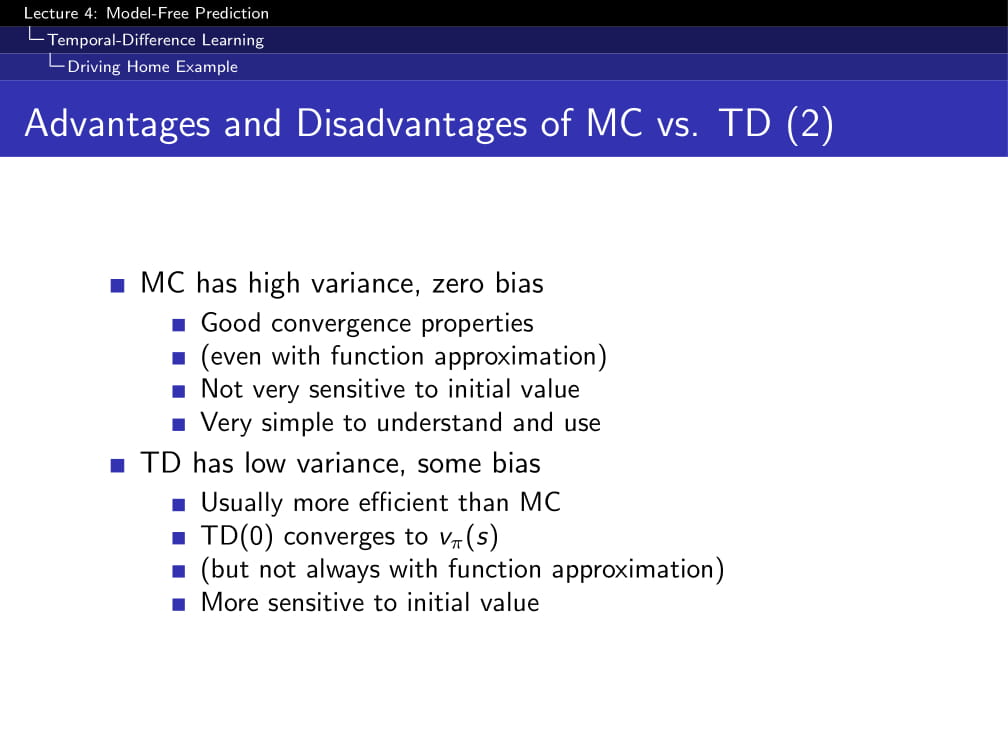 Lecture 4: Model-Free Prediction
Temporal-Difference Learning
Driving Home Example
Advantages and Disadvantages of MC vs. TD (2)
MC has high variance, zero bias
Good convergence properties
(even with function approximation)
Not very sensitive to initial value
Very simple to understand and use
TD has low variance, some bias
Usually more efficient than MC
TD(0) converges to vπ(s)
(but not always with function approximation)
More sensitive to initial value